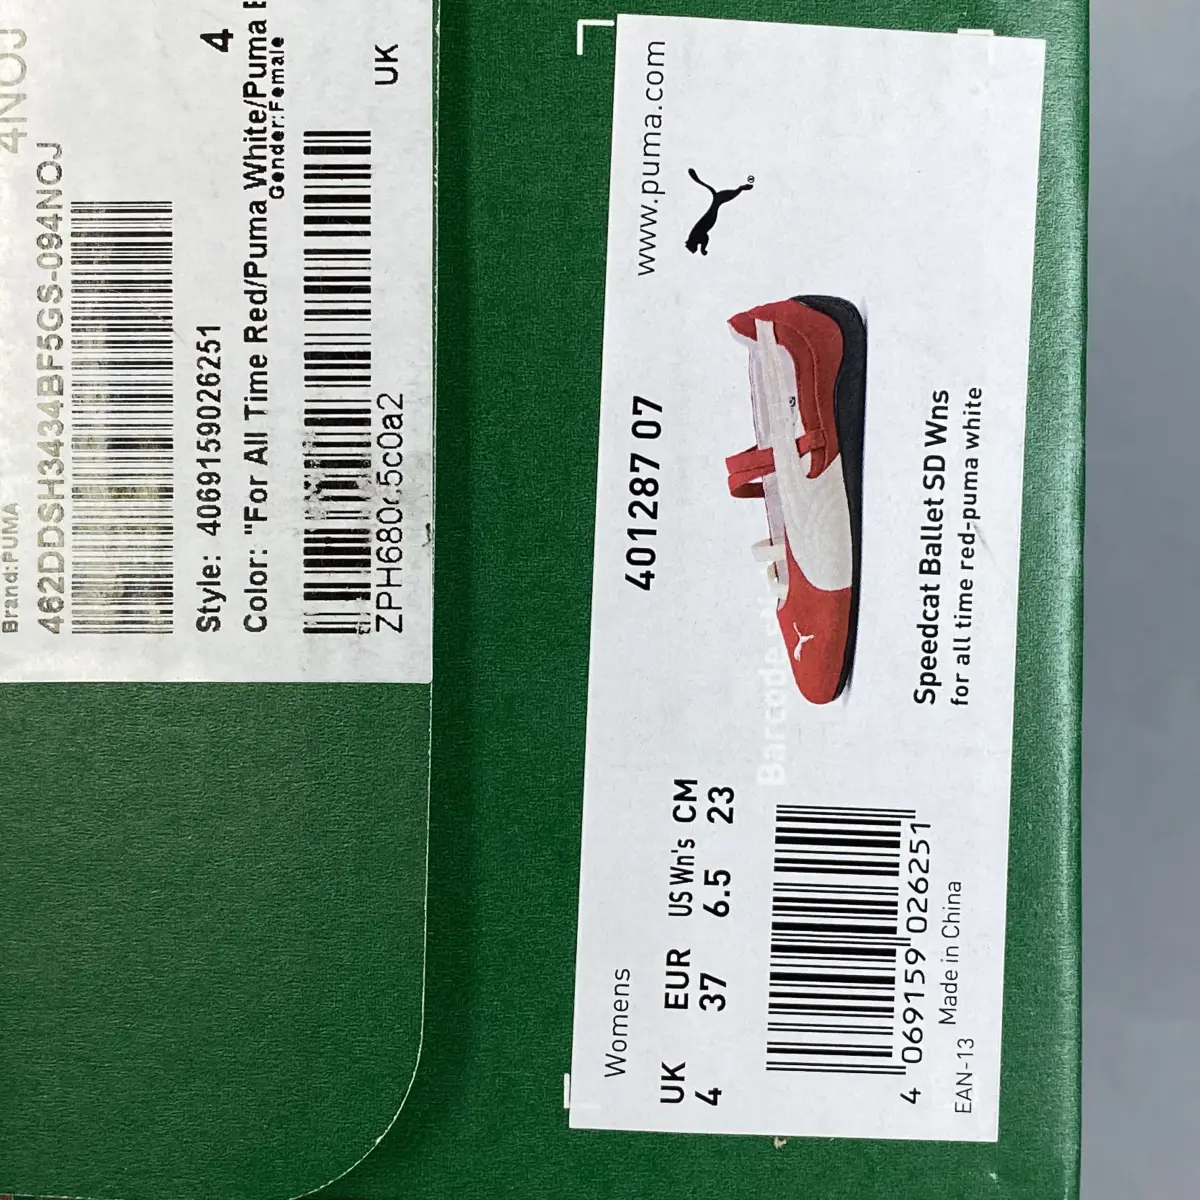 4NOJ
Brand:PUMA
462DDSH3434BF5GS-094NOJ
Style: 4069159026251
4
Color: "For All Time Red/Puma White/Puma
Gender:Female
UK
www.puma.com
401287 07
Barcode
Speedcat Ballet SD Wns
for all time red-puma white
Womens
UK EUR US Wn's CM
4 37 6.5 23
4 069159 026251
EAN-13 Made in China